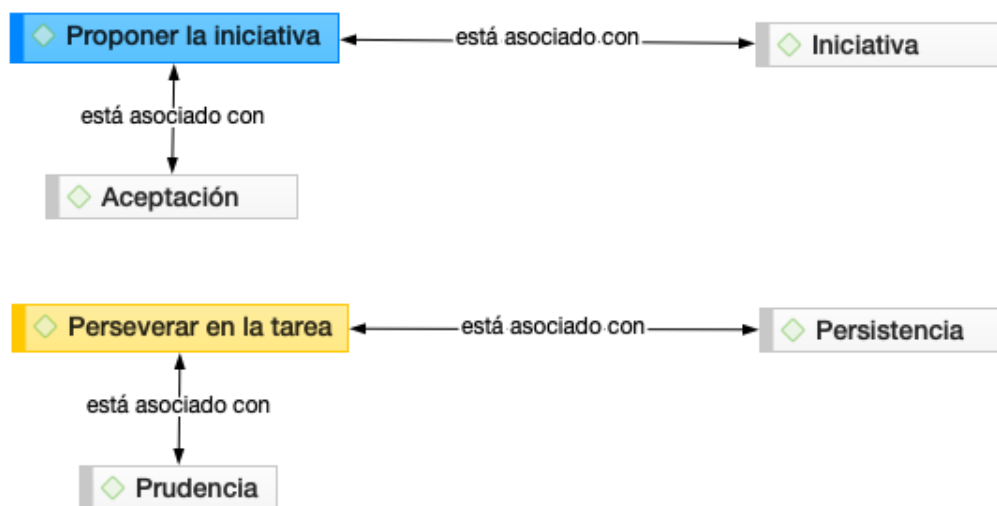 Proponer la iniciativa
está asociado con
Iniciativa
está asociado con
Aceptación
Perseverar en la tarea
está asociado con
Persistencia
está asociado con
Prudencia